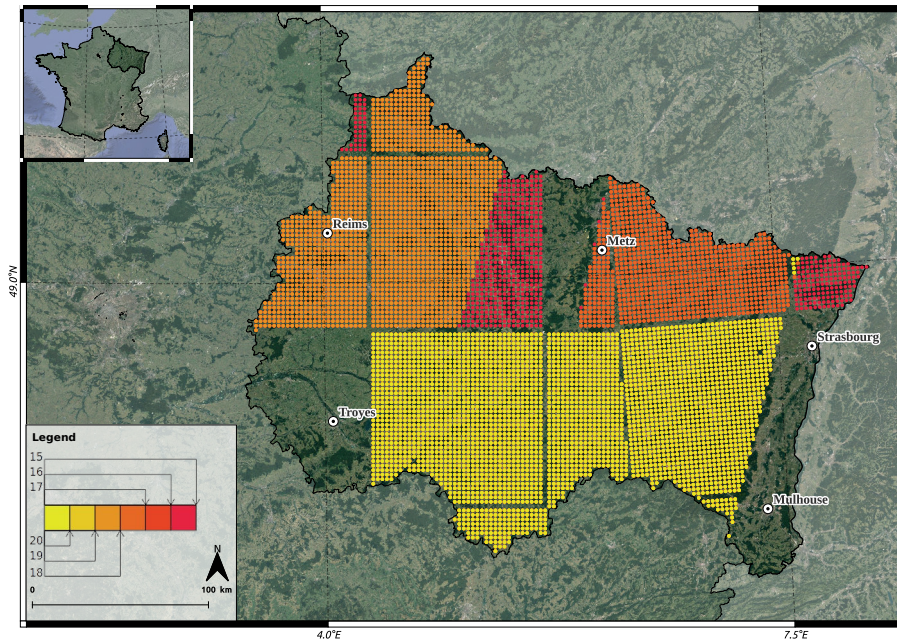 Reims
Metz
49.0°N
Strasbourg
Troyes
Legend
15
16
17
20
19
18
N
0
100 km
Mulhouse
4.0°E
7.5°E